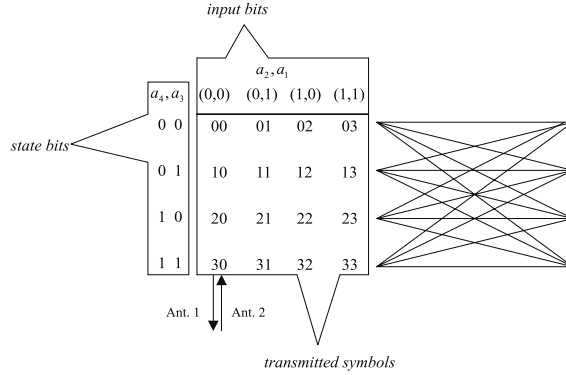 input bits
a₂,a₁
a₄,a₃ (0,0) (0,1) (1,0) (1,1)
0 0 00 01 02 03
state bits
0 1 10 11 12 13
1 0 20 21 22 23
1 1 30 31 32 33
Ant. 1 Ant. 2
transmitted symbols